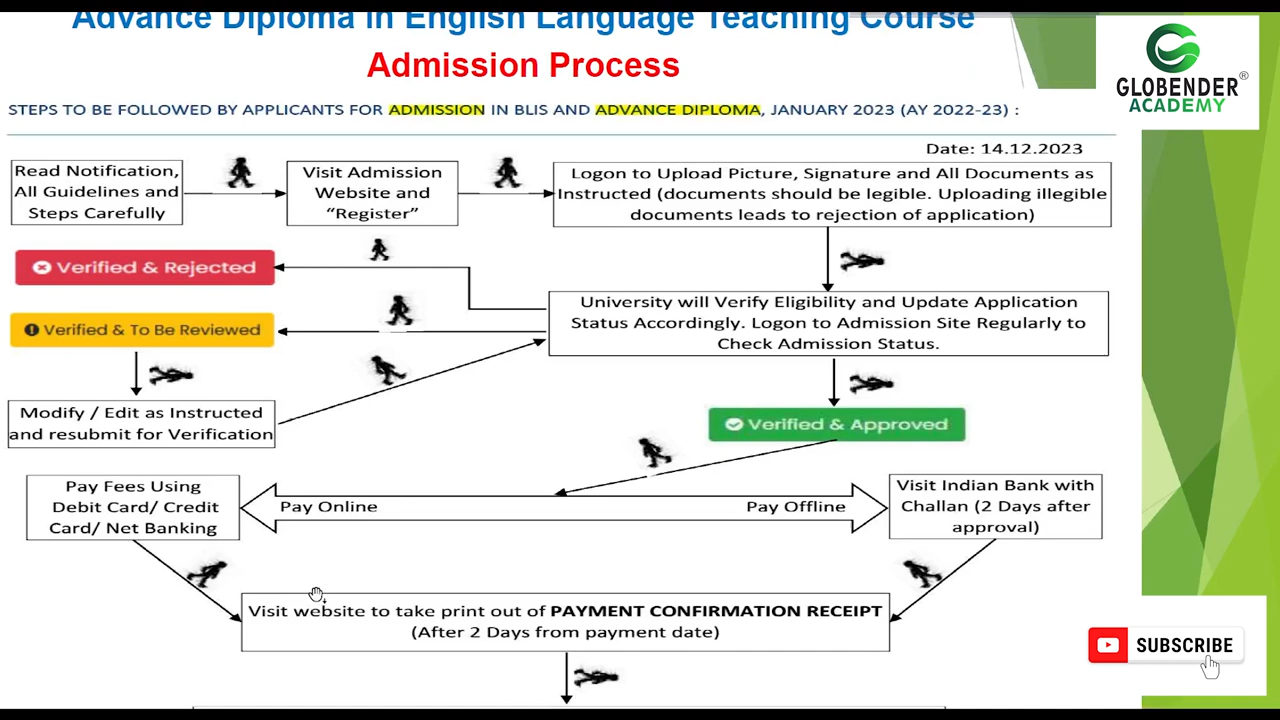 Advance Diploma in English Language Teaching Course
Admission Process
GLOBENDER®
ACADEMY
STEPS TO BE FOLLOWED BY APPLICANTS FOR ADMISSION IN BLIS AND ADVANCE DIPLOMA, JANUARY 2023 (AY 2022-23) :
Date: 14.12.2023
Read Notification,
All Guidelines and
Steps Carefully
Visit Admission
Website and
“Register”
Logon to Upload Picture, Signature and All Documents as
Instructed (documents should be legible. Uploading illegible
documents leads to rejection of application)
Verified & Rejected
University will Verify Eligibility and Update Application
Status Accordingly. Logon to Admission Site Regularly to
Check Admission Status.
Verified & To Be Reviewed
Modify / Edit as Instructed
and resubmit for Verification
Verified & Approved
Pay Fees Using
Debit Card/ Credit
Card/ Net Banking
Pay Online
Pay Offline
Visit Indian Bank with
Challan (2 Days after
approval)
Visit website to take print out of PAYMENT CONFIRMATION RECEIPT
(After 2 Days from payment date)
SUBSCRIBE